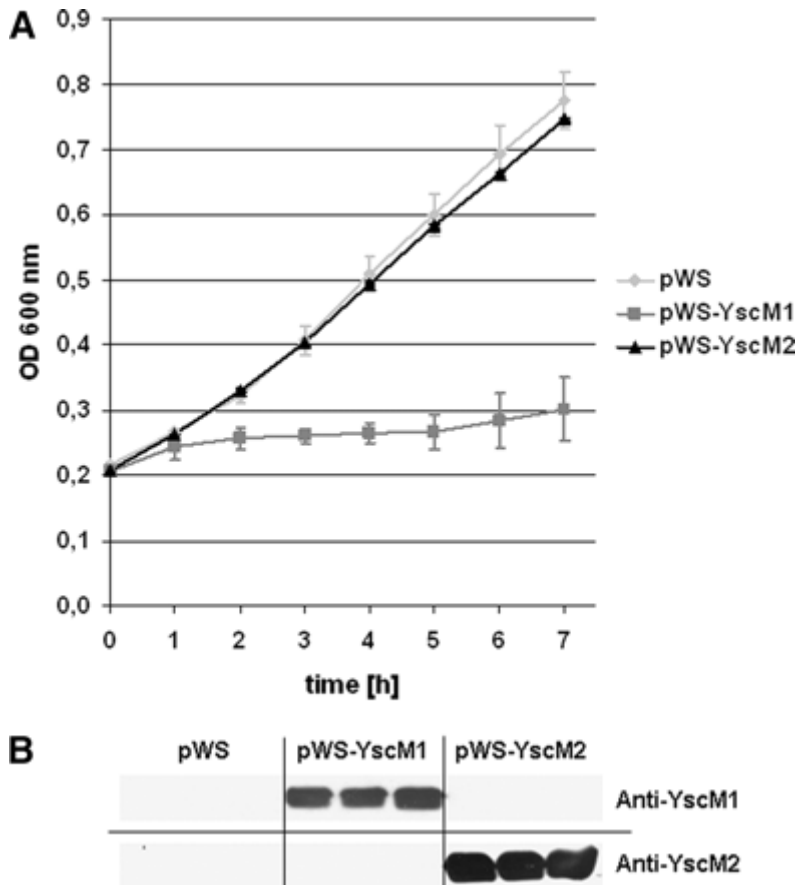 A
0,9
0,8
0,7
0,6
0,5
0,4
0,3
0,2
0,1
0,0
OD 600 nm
0 1 2 3 4 5 6 7
time [h]
pWS
pWS-YscM1
pWS-YscM2
B
pWS pWS-YscM1 pWS-YscM2
Anti-YscM1
Anti-YscM2